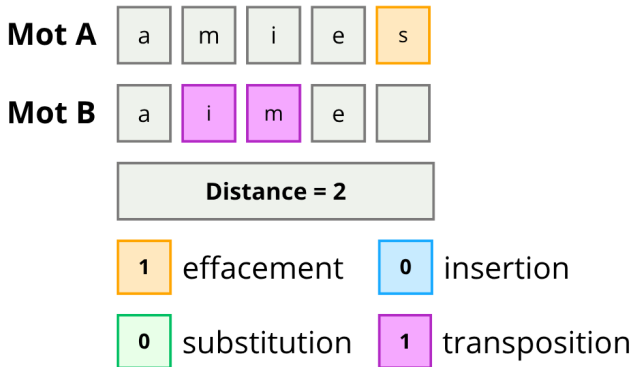 Mot A a m i e s
Mot B a i m e
Distance = 2
1 effacement 0 insertion
0 substitution 1 transposition